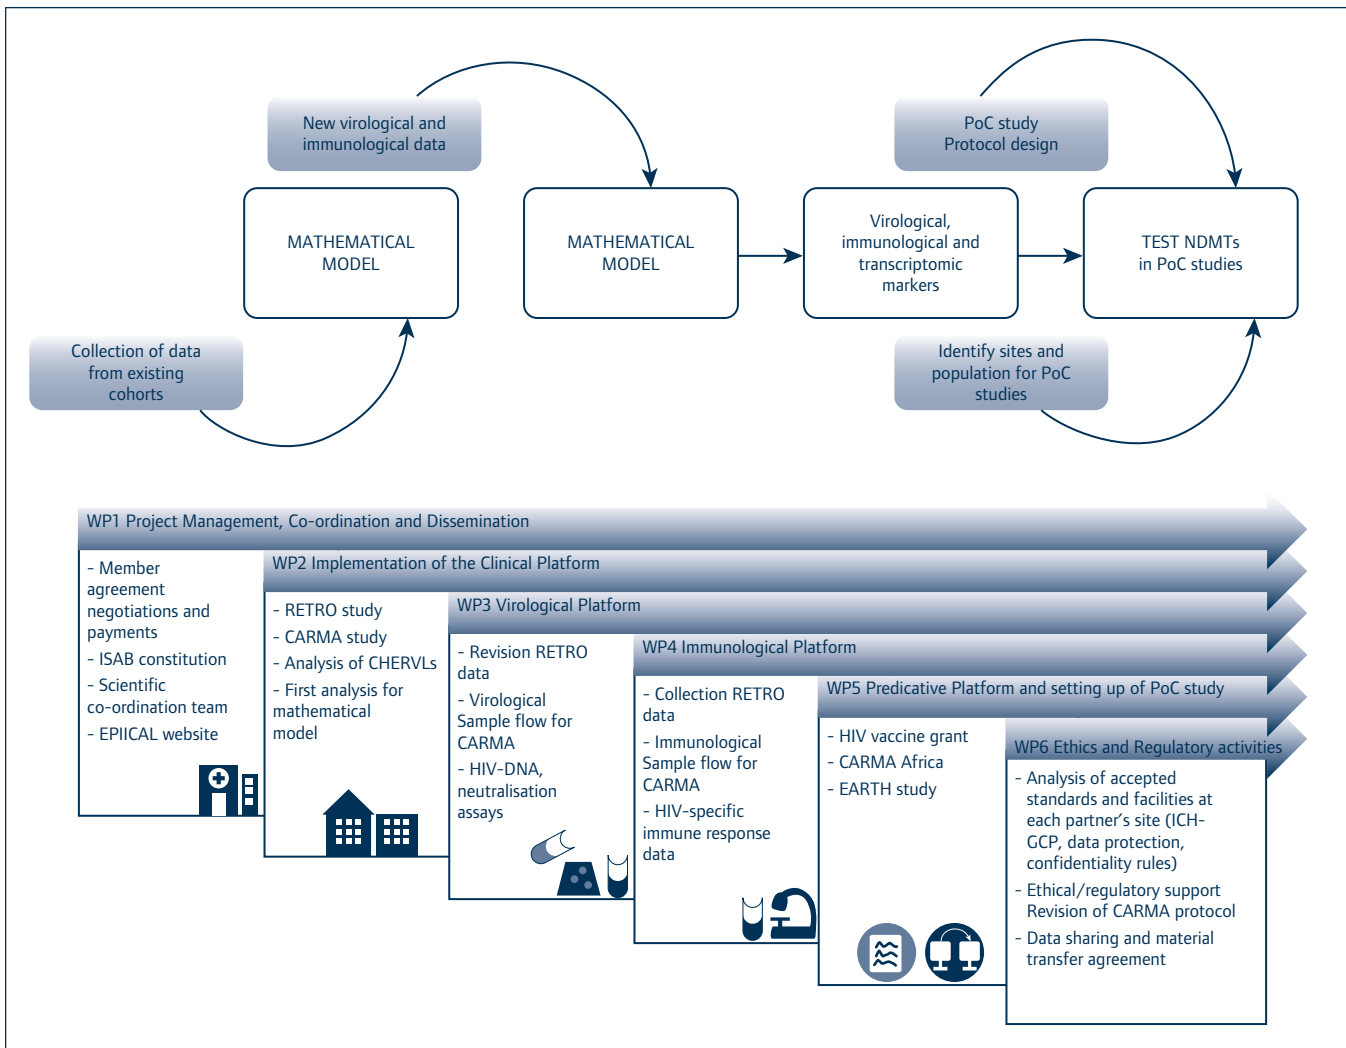 New virological and
immunological data
PoC study
Protocol design
MATHEMATICAL
MODEL
MATHEMATICAL
MODEL
Virological,
immunological and
transcriptomic
markers
TEST NDMTs
in PoC studies
Collection of data
from existing
cohorts
Identify sites and
population for PoC
studies
WP1 Project Management, Co-ordination and Dissemination
- Member
agreement
negotiations and
payments
- ISAB constitution
- Scientific
co-ordination team
- EPIICAL website
WP2 Implementation of the Clinical Platform
- RETRO study
- CARMA study
- Analysis of CHERVLs
- First analysis for
mathematical
model
WP3 Virological Platform
- Revision RETRO
data
- Virological
Sample flow for
CARMA
- HIV-DNA,
neutralisation
assays
WP4 Immunological Platform
- Collection RETRO
data
- Immunological
Sample flow for
CARMA
- HIV-specific
immune response
data
WP5 Predicative Platform and setting up of PoC study
- HIV vaccine grant
- CARMA Africa
- EARTH study
WP6 Ethics and Regulatory activities
- Analysis of accepted
standards and facilities at
each partner's site (ICH-
GCP, data protection,
confidentiality rules)
- Ethical/regulatory support
Revision of CARMA protocol
- Data sharing and material
transfer agreement